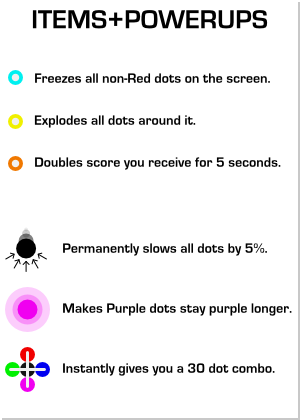 ITEMS+POWERUPS
Freezes all non-Red dots on the screen.
Explodes all dots around it.
Doubles score you receive for 5 seconds.
Permanently slows all dots by 5%.
Makes Purple dots stay purple longer.
Instantly gives you a 30 dot combo.